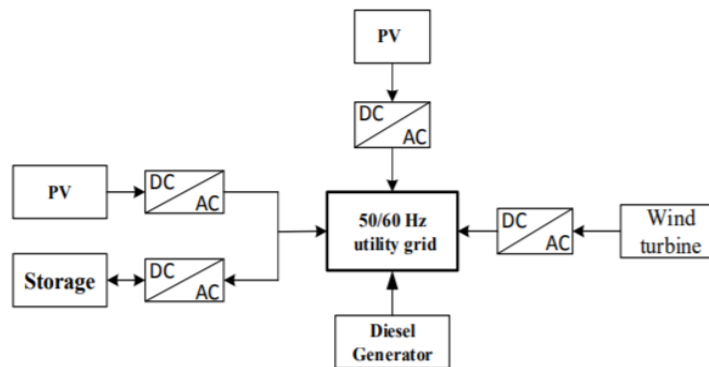 PV
DC
AC
PV
DC
AC
50/60 Hz
utility grid
DC
AC
Wind
turbine
Storage
DC
AC
Diesel
Generator